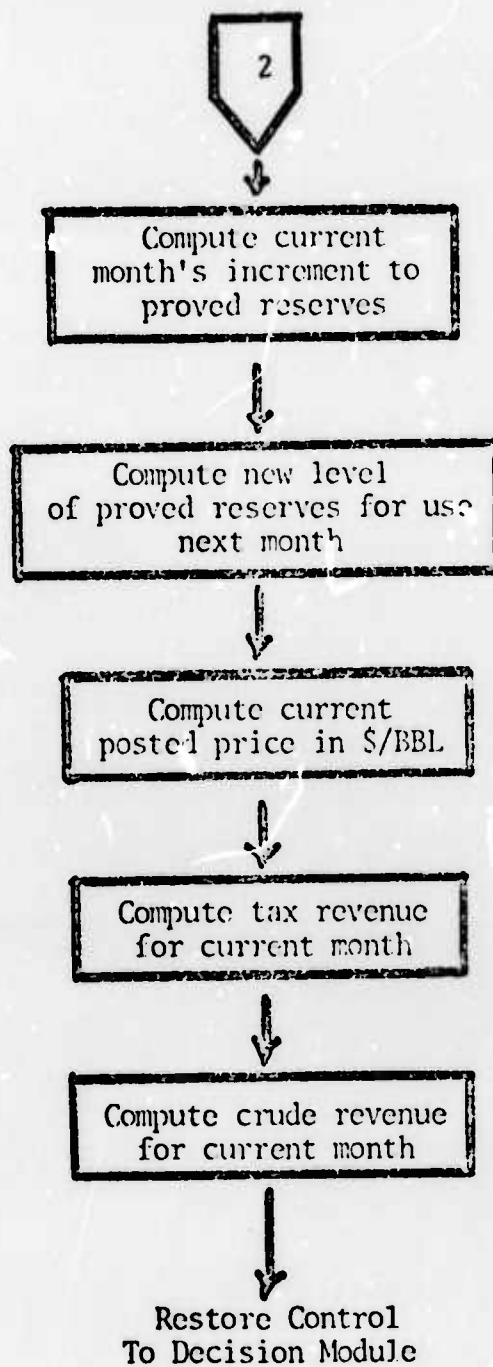 2
Compute current
month's increment to
proved reserves
Compute new level
of proved reserves for use
next month
Compute current
posted price in $/BBL
Compute tax revenue
for current month
Compute crude revenue
for current month
Restore Control
To Decision Module